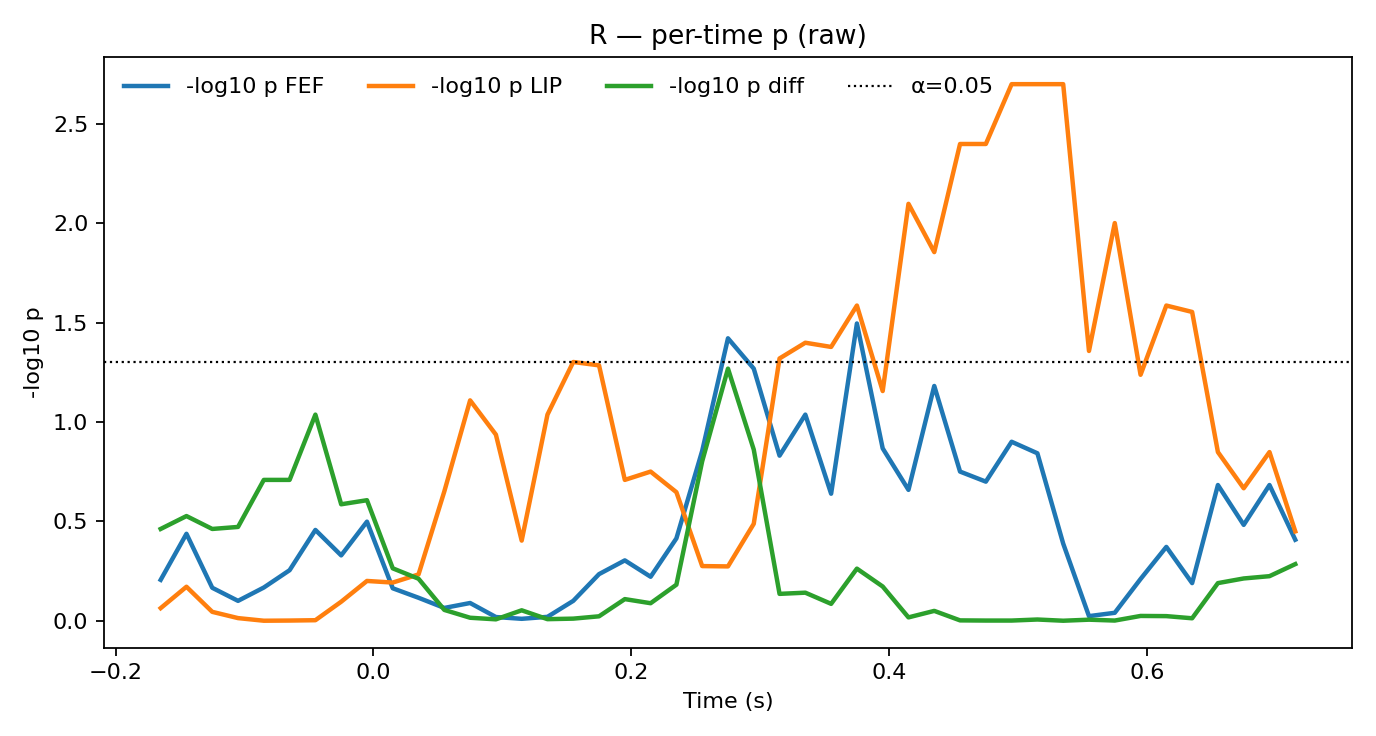 R — per-time p (raw)
-log10 p FEF -log10 p LIP -log10 p diff α=0.05
-log10 p
2.5
2.0
1.5
1.0
0.5
0.0
−0.2 0.0 0.2 0.4 0.6
Time (s)